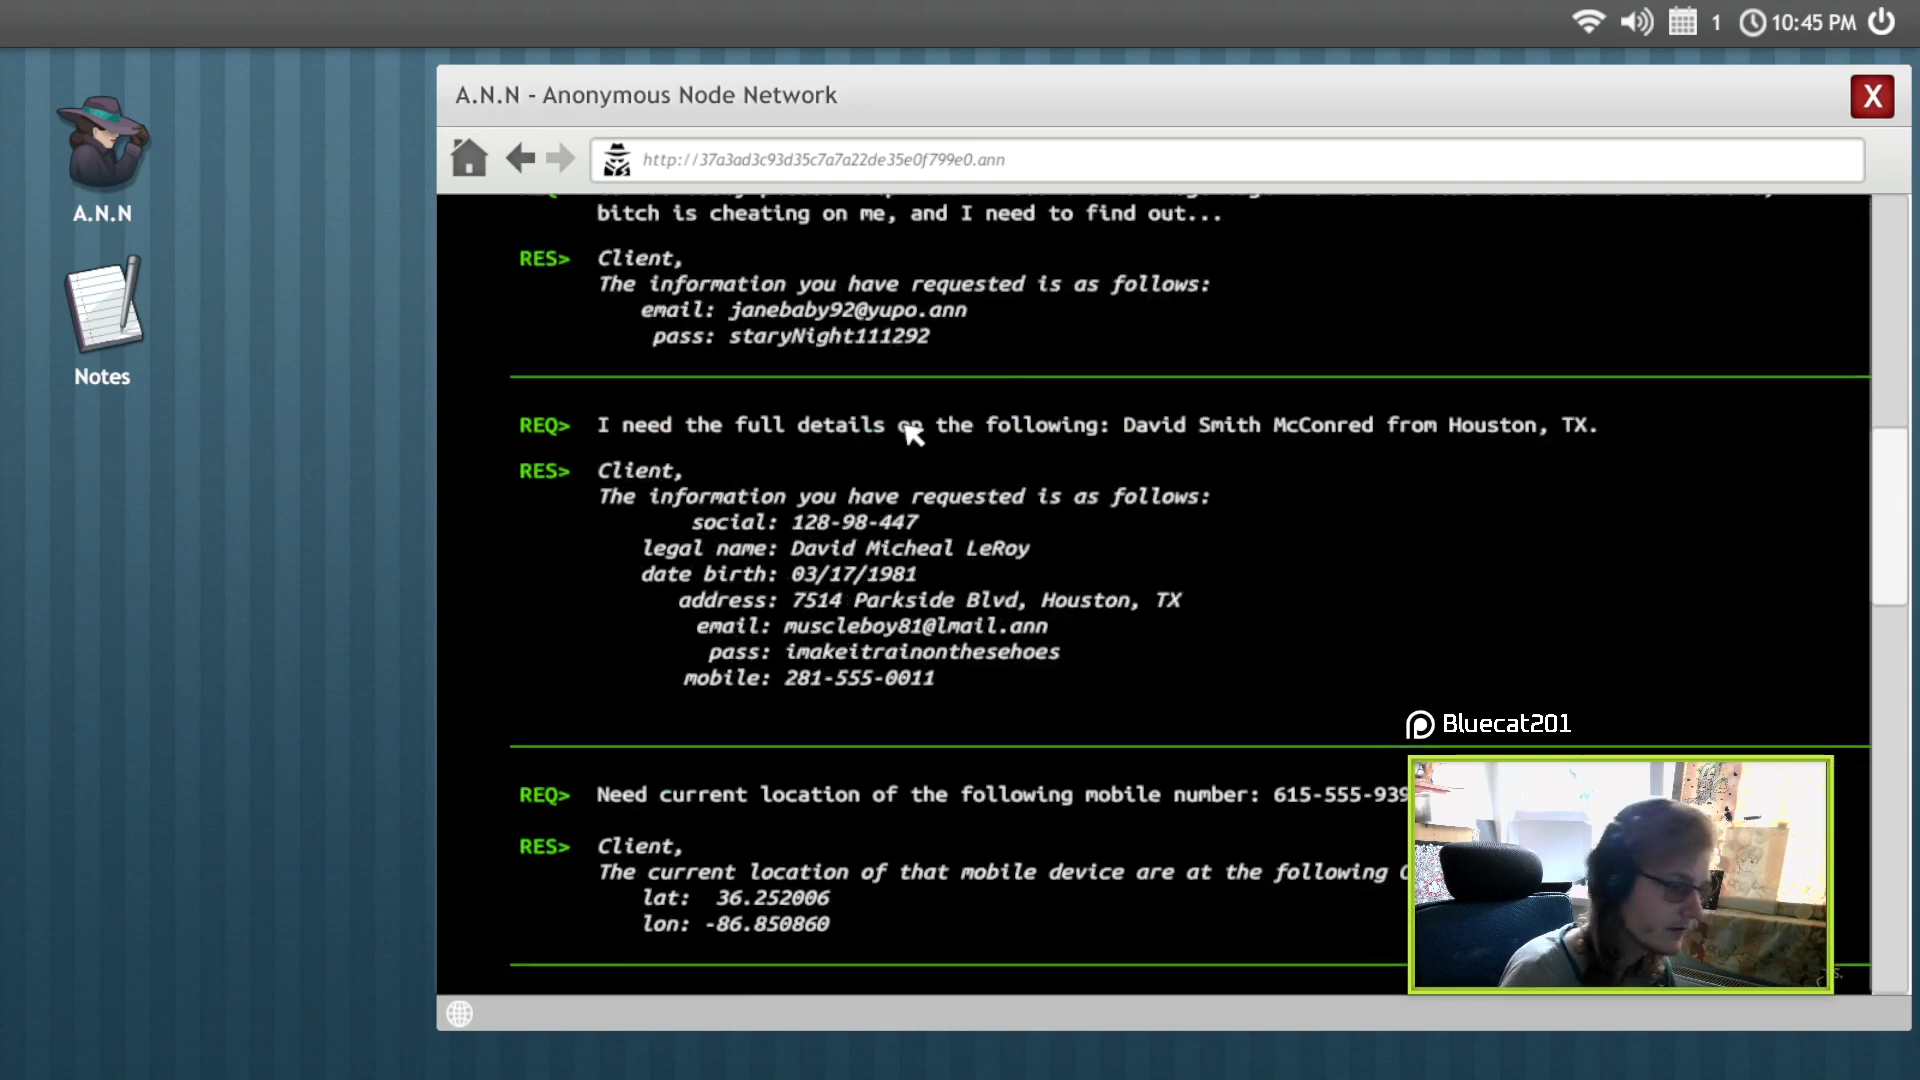 1 10:45 PM
A.N.N - Anonymous Node Network
X
http://37a3ad3c93d35c7a7a22de35e0f799e0.ann
A.N.N
Notes
bitch is cheating on me, and I need to find out...
RES> Client,
The information you have requested is as follows:
email: janebaby92@yupo.ann
pass: staryNight111292
REQ> I need the full details on the following: David Smith McConred from Houston, TX.
RES> Client,
The information you have requested is as follows:
social: 128-98-447
legal name: David Micheal LeRoy
date birth: 03/17/1981
address: 7514 Parkside Blvd, Houston, TX
email: muscleboy81@lmail.ann
pass: imakeitrainonthesehoes
mobile: 281-555-0011
Bluecat201
REQ> Need current location of the following mobile number: 615-555-939
RES> Client,
The current location of that mobile device are at the following
lat: 36.252006
lon: -86.850860